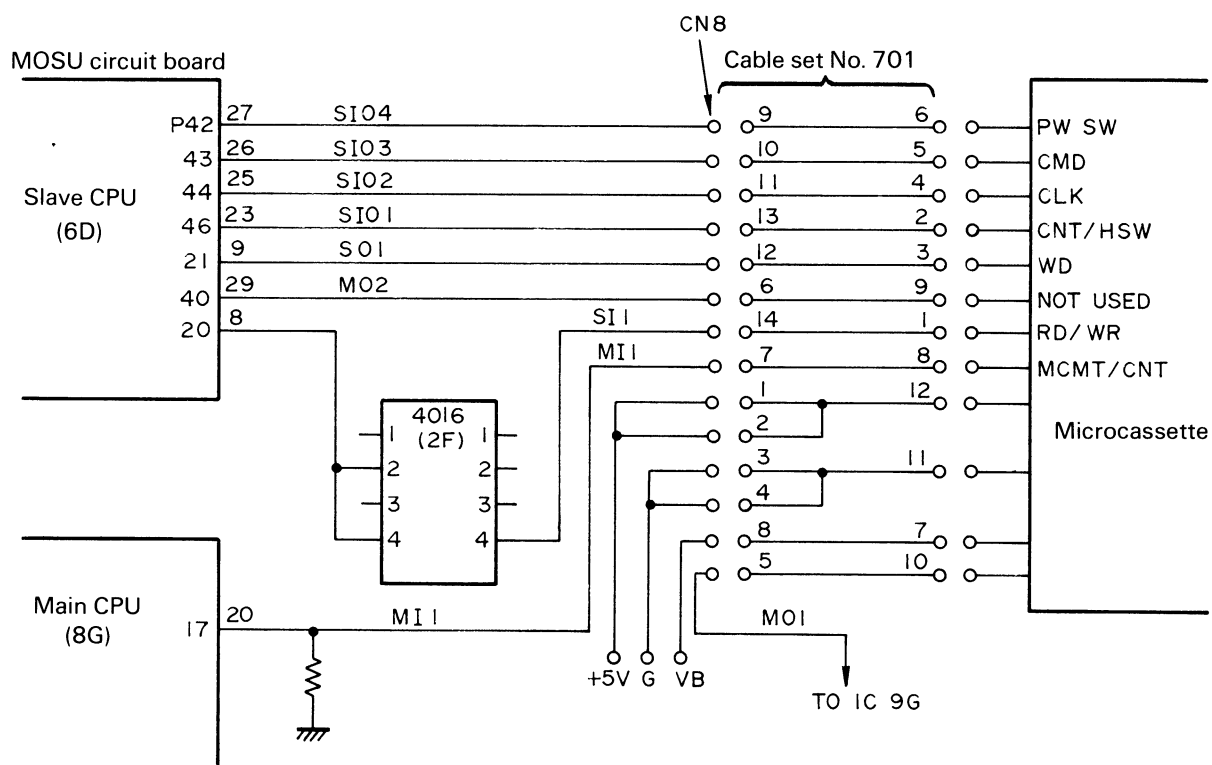 CN8
MOSU circuit board
Cable set No. 701
P42 27 SIO4 9 6 PW SW
43 26 SIO3 10 5 CMD
44 25 SIO2 11 4 CLK
Slave CPU
(6D)
46 23 SIO1 13 2 CNT/HSW
21 9 SO1 12 3 WD
40 29 MO2 6 9 NOT USED
20 8 SI1 14 1 RD/WR
MI1 7 8 MCMT/CNT
1 12
4016
(2F)
2
Microcassette
1 1
2 2
3 3
4 4
3 11
4
8 7
5 10
Main CPU
(8G)
17 20 MI1
MO1
+5V G VB
TO IC 9G